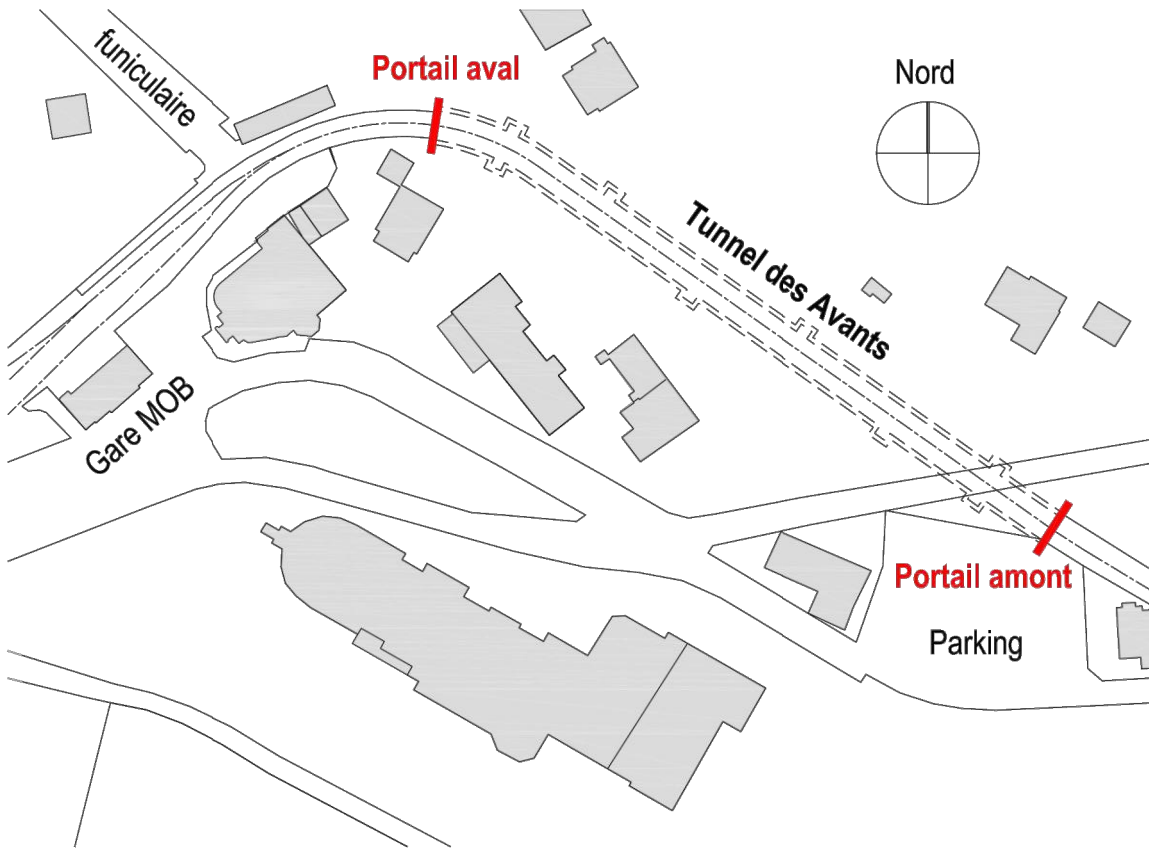 funiculaire
Portail aval
Nord
Tunnel des Avants
Gare MOB
Portail amont
Parking